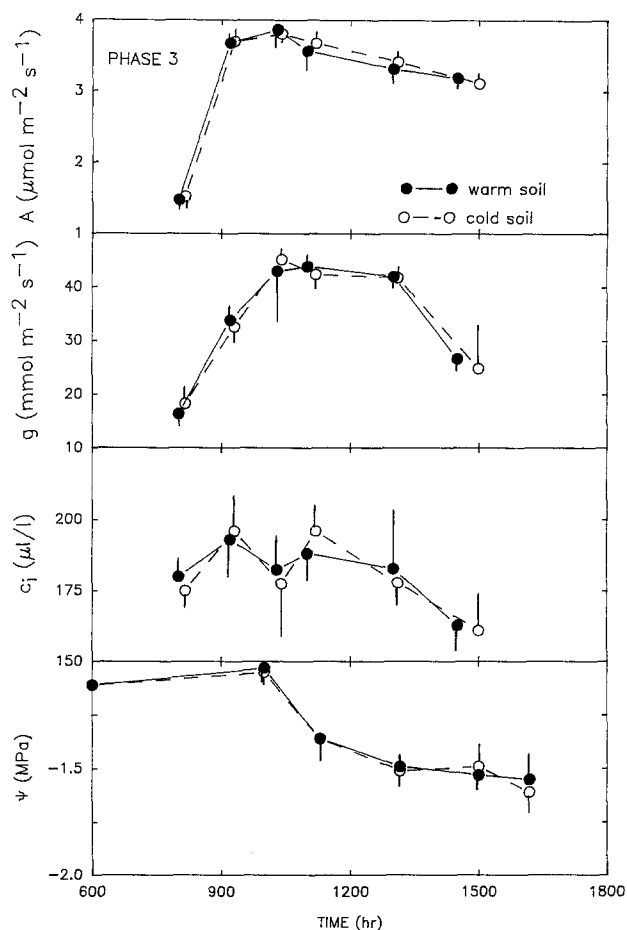 4
PHASE 3
3
2
1
A (μmol m⁻² s⁻¹)
warm soil
cold soil
40
30
20
10
g (mmol m⁻² s⁻¹)
200
175
150
cᵢ (μl/l)
-1.5
-2.0
ψ (MPa)
600 900 1200 1500 1800
TIME (hr)